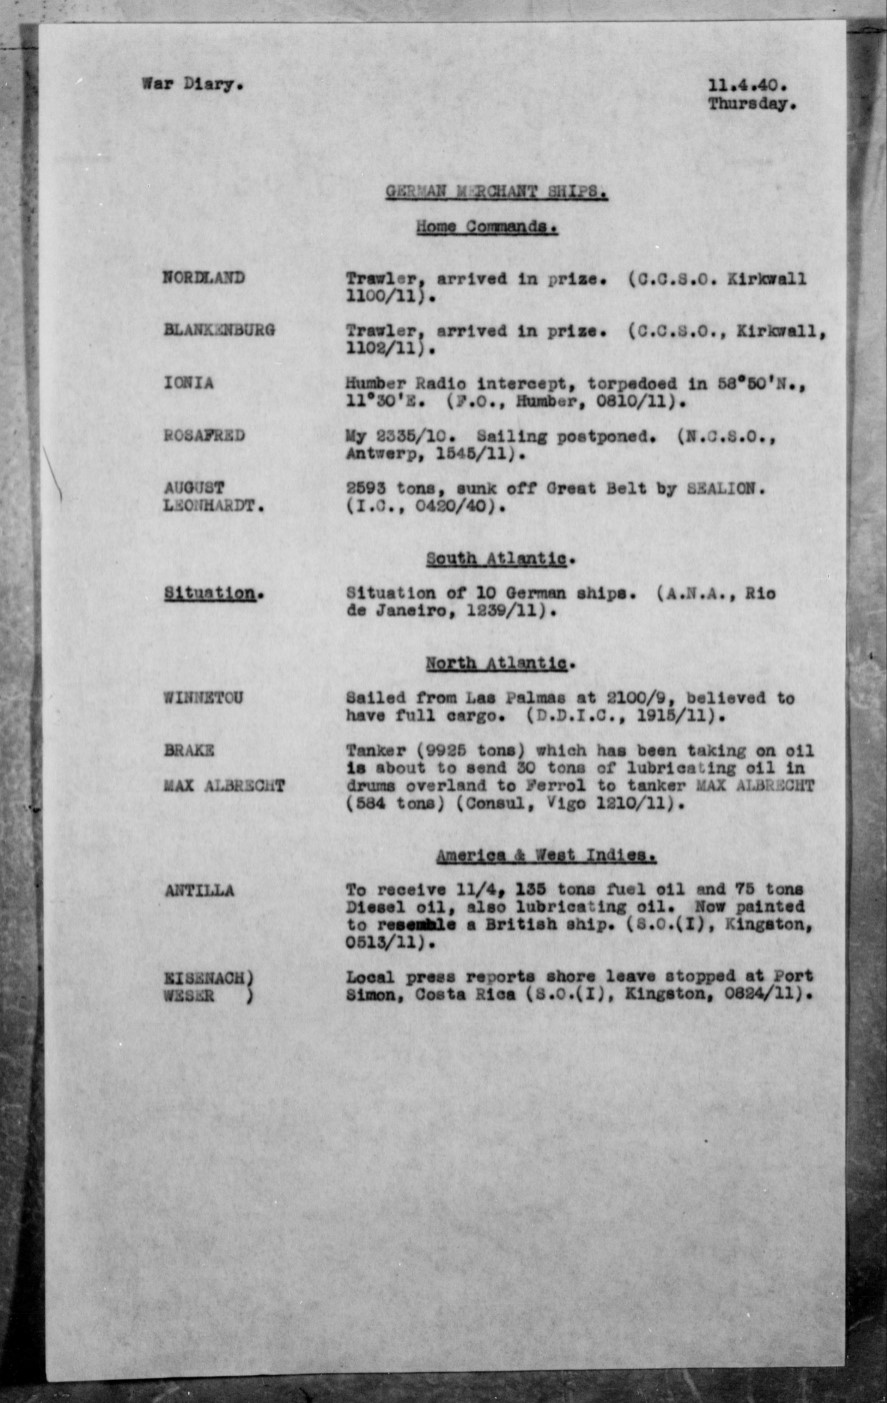 War Diary.
11.4.40.
Thursday.
GERMAN MERCHANT SHIPS.
Home Commands.
NORDLAND Trawler, arrived in prize. (C.C.S.O. Kirkwall
1100/11).
BLANKENBURG Trawler, arrived in prize. (C.C.S.O., Kirkwall,
1102/11).
IONIA Humber Radio intercept, torpedoed in 58°50'N.,
11°30'E. (F.O., Humber, 0810/11).
ROSAFRED My 2335/10. Sailing postponed. (N.C.S.O.,
Antwerp, 1545/11).
AUGUST 2593 tons, sunk off Great Belt by SEALION.
LEONHARDT. (I.C., 0420/40).
South Atlantic.
Situation. Situation of 10 German ships. (A.N.A., Rio
de Janeiro, 1239/11).
North Atlantic.
WINNETOU Sailed from Las Palmas at 2100/9, believed to
have full cargo. (D.D.I.C., 1915/11).
BRAKE Tanker (9925 tons) which has been taking on oil
is about to send 30 tons of lubricating oil in
MAX ALBRECHT drums overland to Ferrol to tanker MAX ALBRECHT
(584 tons) (Consul, Vigo 1210/11).
America & West Indies.
ANTILLA To receive 11/4, 135 tons fuel oil and 75 tons
Diesel oil, also lubricating oil. Now painted
to resemble a British ship. (S.O.(I), Kingston,
0513/11).
EISENACH) Local press reports shore leave stopped at Port
WESER ) Simon, Costa Rica (S.O.(I), Kingston, 0824/11).